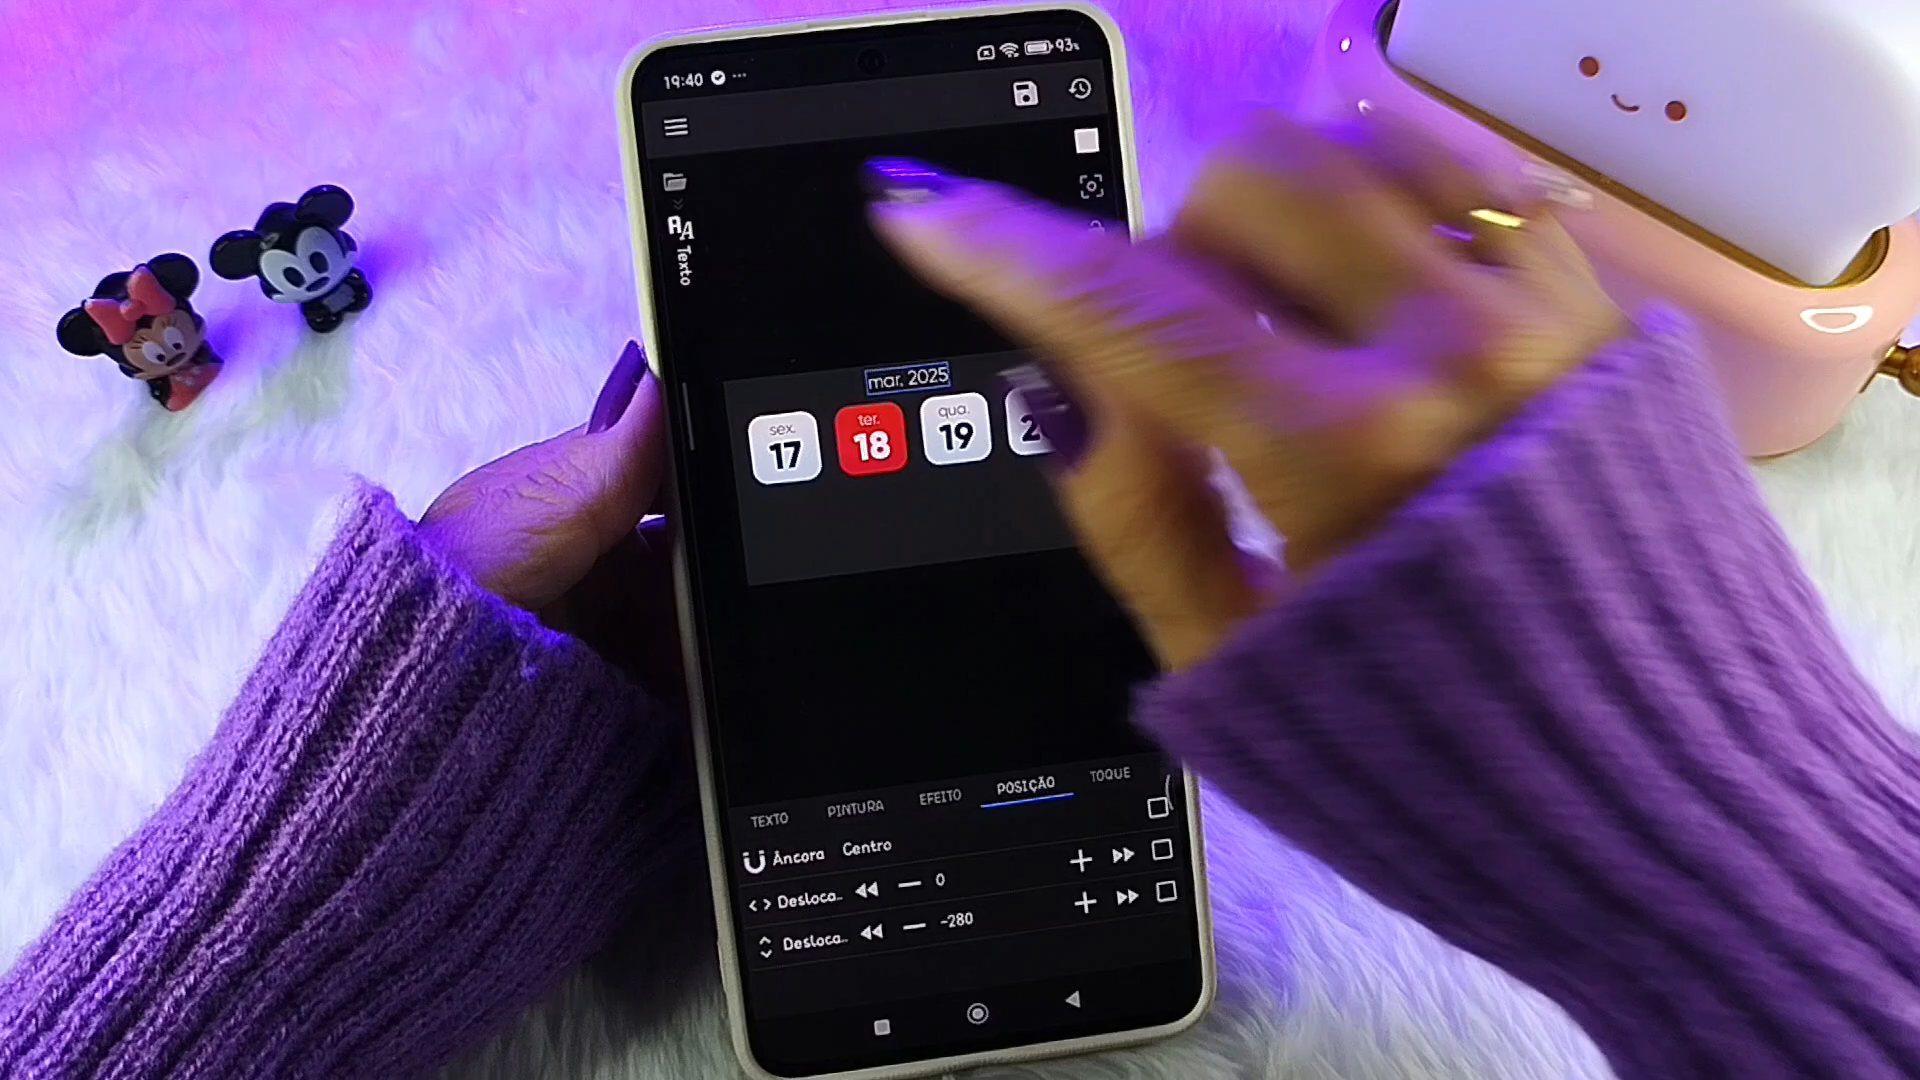 19:40 ... 93%
Texto
mar. 2025
sex. ter. qua.
17 18 19
TEXTO PINTURA EFEITO POSIÇÃO TOQUE
Âncora Centro
Desloca.. 0
Desloca.. -280